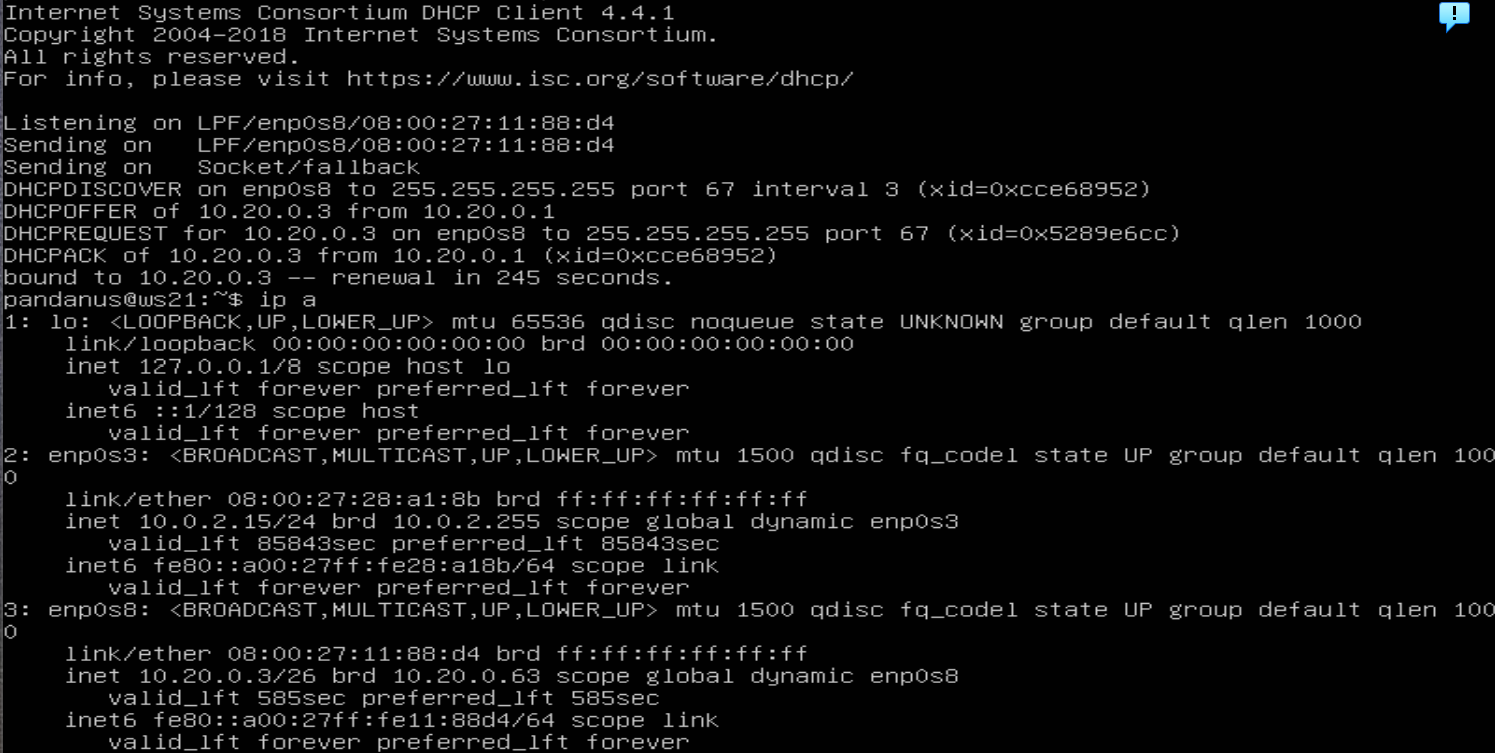 Internet Systems Consortium DHCP Client 4.4.1
Copyright 2004-2018 Internet Systems Consortium.
All rights reserved.
For info, please visit https://www.isc.org/software/dhcp/

Listening on LPF/enp0s8/08:00:27:11:88:d4
Sending on   LPF/enp0s8/08:00:27:11:88:d4
Sending on   Socket/fallback
DHCPDISCOVER on enp0s8 to 255.255.255.255 port 67 interval 3 (xid=0xcce68952)
DHCPOFFER of 10.20.0.3 from 10.20.0.1
DHCPREQUEST for 10.20.0.3 on enp0s8 to 255.255.255.255 port 67 (xid=0x5289e6cc)
DHCPACK of 10.20.0.3 from 10.20.0.1 (xid=0xcce68952)
bound to 10.20.0.3 -- renewal in 245 seconds.
pandanus@ws21:~$ ip a
1: lo: <LOOPBACK,UP,LOWER_UP> mtu 65536 qdisc noqueue state UNKNOWN group default qlen 1000
    link/loopback 00:00:00:00:00:00 brd 00:00:00:00:00:00
    inet 127.0.0.1/8 scope host lo
       valid_lft forever preferred_lft forever
    inet6 ::1/128 scope host
       valid_lft forever preferred_lft forever
2: enp0s3: <BROADCAST,MULTICAST,UP,LOWER_UP> mtu 1500 qdisc fq_codel state UP group default qlen 100
0
    link/ether 08:00:27:28:a1:8b brd ff:ff:ff:ff:ff:ff
    inet 10.0.2.15/24 brd 10.0.2.255 scope global dynamic enp0s3
       valid_lft 85843sec preferred_lft 85843sec
    inet6 fe80::a00:27ff:fe28:a18b/64 scope link
       valid_lft forever preferred_lft forever
3: enp0s8: <BROADCAST,MULTICAST,UP,LOWER_UP> mtu 1500 qdisc fq_codel state UP group default qlen 100
0
    link/ether 08:00:27:11:88:d4 brd ff:ff:ff:ff:ff:ff
    inet 10.20.0.3/26 brd 10.20.0.63 scope global dynamic enp0s8
       valid_lft 585sec preferred_lft 585sec
    inet6 fe80::a00:27ff:fe11:88d4/64 scope link
       valid_lft forever preferred_lft forever